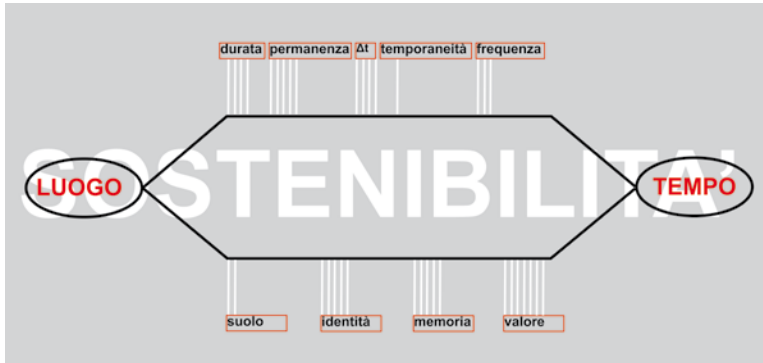 durata permanenza Δt temporaneità frequenza
SOSTENIBILITA'
LUOGO TEMPO
suolo identità memoria valore